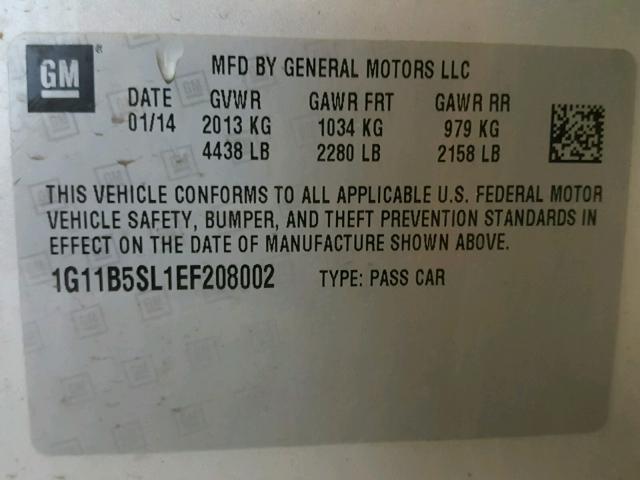 GM ®
MFD BY GENERAL MOTORS LLC
DATE GVWR GAWR FRT GAWR RR
01/14 2013 KG 1034 KG 979 KG
4438 LB 2280 LB 2158 LB
THIS VEHICLE CONFORMS TO ALL APPLICABLE U.S. FEDERAL MOTOR
VEHICLE SAFETY, BUMPER, AND THEFT PREVENTION STANDARDS IN
EFFECT ON THE DATE OF MANUFACTURE SHOWN ABOVE.
1G11B5SL1EF208002 TYPE: PASS CAR